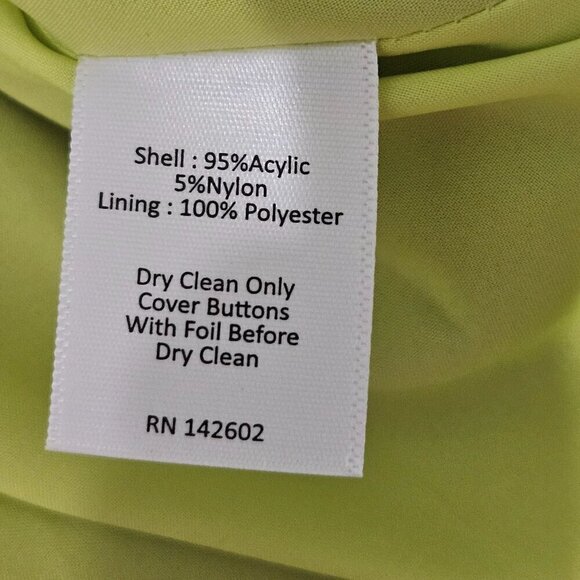 Shell : 95%Acylic
5%Nylon
Lining : 100% Polyester
Dry Clean Only
Cover Buttons
With Foil Before
Dry Clean
RN 142602